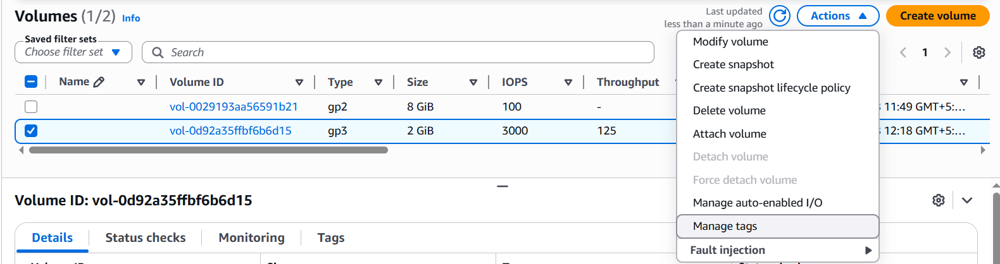 Volumes (1/2) Info
Last updated
less than a minute ago
Actions
Create volume
Saved filter sets
Choose filter set
Search
1
Name Volume ID Type Size IOPS Throughput
vol-0029193aa56591b21 gp2 8 GiB 100 - 11:49 GMT+5:...
vol-0d92a35ffbf6b6d15 gp3 2 GiB 3000 125 12:18 GMT+5:...
Modify volume
Create snapshot
Create snapshot lifecycle policy
Delete volume
Attach volume
Detach volume
Force detach volume
Manage auto-enabled I/O
Manage tags
Fault injection
Volume ID: vol-0d92a35ffbf6b6d15
Details Status checks Monitoring Tags